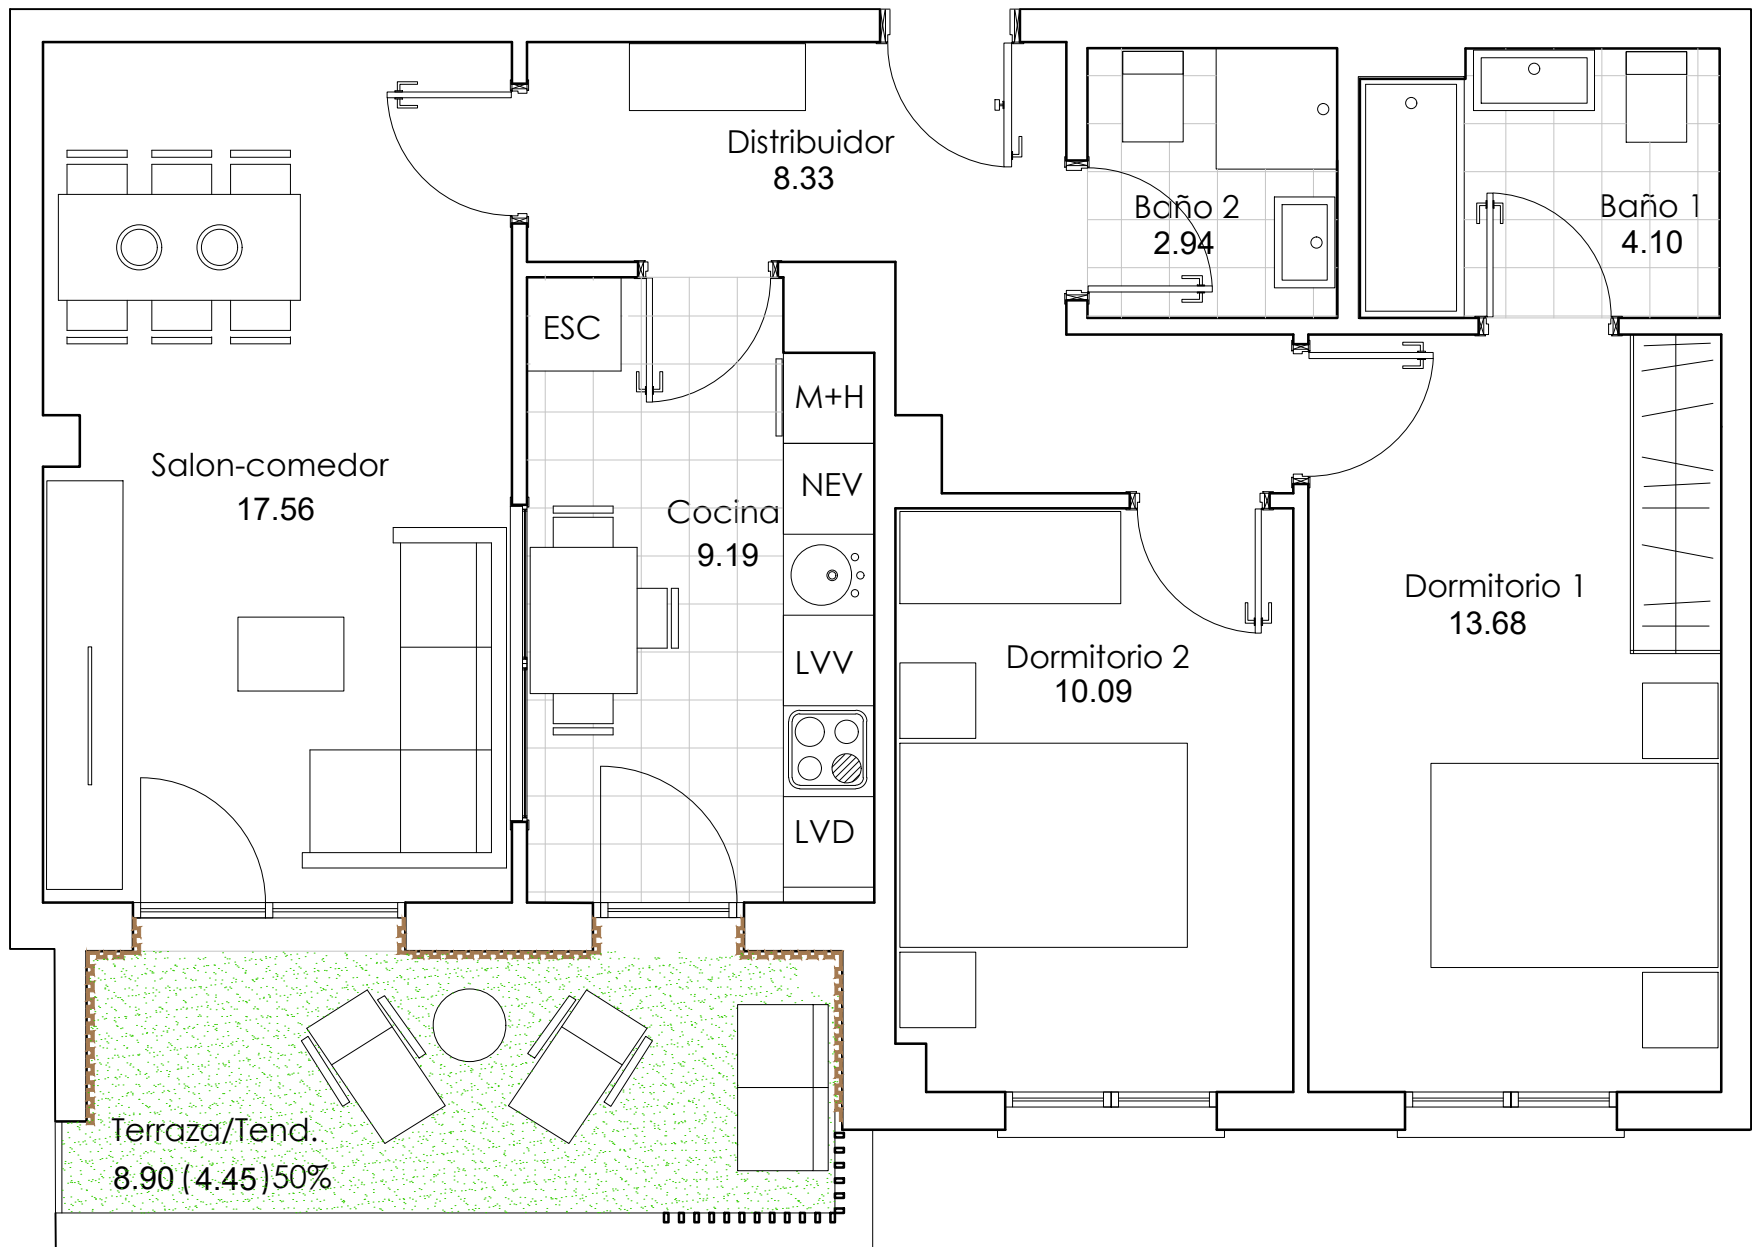 Distribuidor
8.33
Baño 2
2.94
Baño 1
4.10
ESC
M+H
Salon-comedor
17.56
NEV
Cocina
9.19
Dormitorio 1
13.68
LVV
Dormitorio 2
10.09
LVD
Terraza/Tend.
8.90 (4.45) 50%